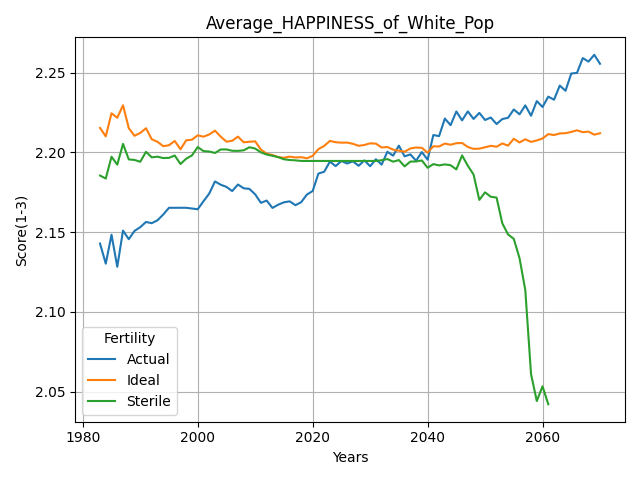 Average_HAPPINESS_of_White_Pop
Score(1-3)
2.25
2.20
2.15
2.10
2.05
Fertility
Actual
Ideal
Sterile
1980
2000
2020
2040
2060
Years